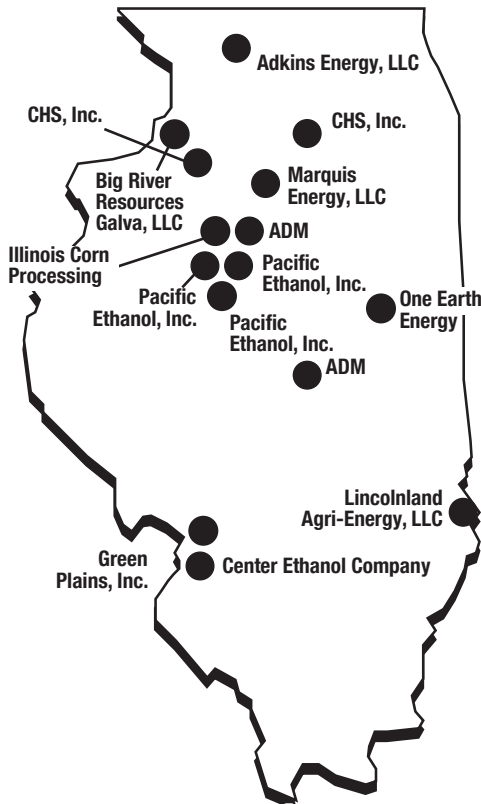 Adkins Energy, LLC
CHS, Inc.
CHS, Inc.
Big River
Resources
Galva, LLC
Marquis
Energy, LLC
ADM
Illinois Corn
Processing
Pacific
Ethanol, Inc.
Pacific
Ethanol, Inc.
One Earth
Energy
Pacific
Ethanol, Inc.
ADM
Lincolnland
Agri-Energy, LLC
Green
Plains, Inc.
Center Ethanol Company